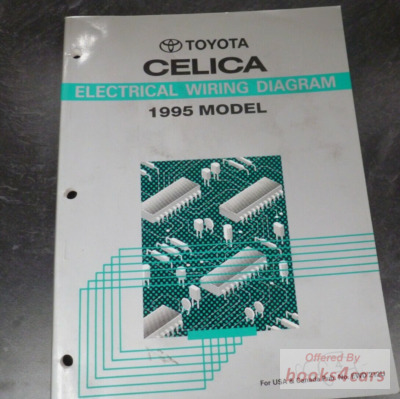 TOYOTA
CELICA
ELECTRICAL WIRING DIAGRAM
1995 MODEL
Offered By
books4cars
For USA &